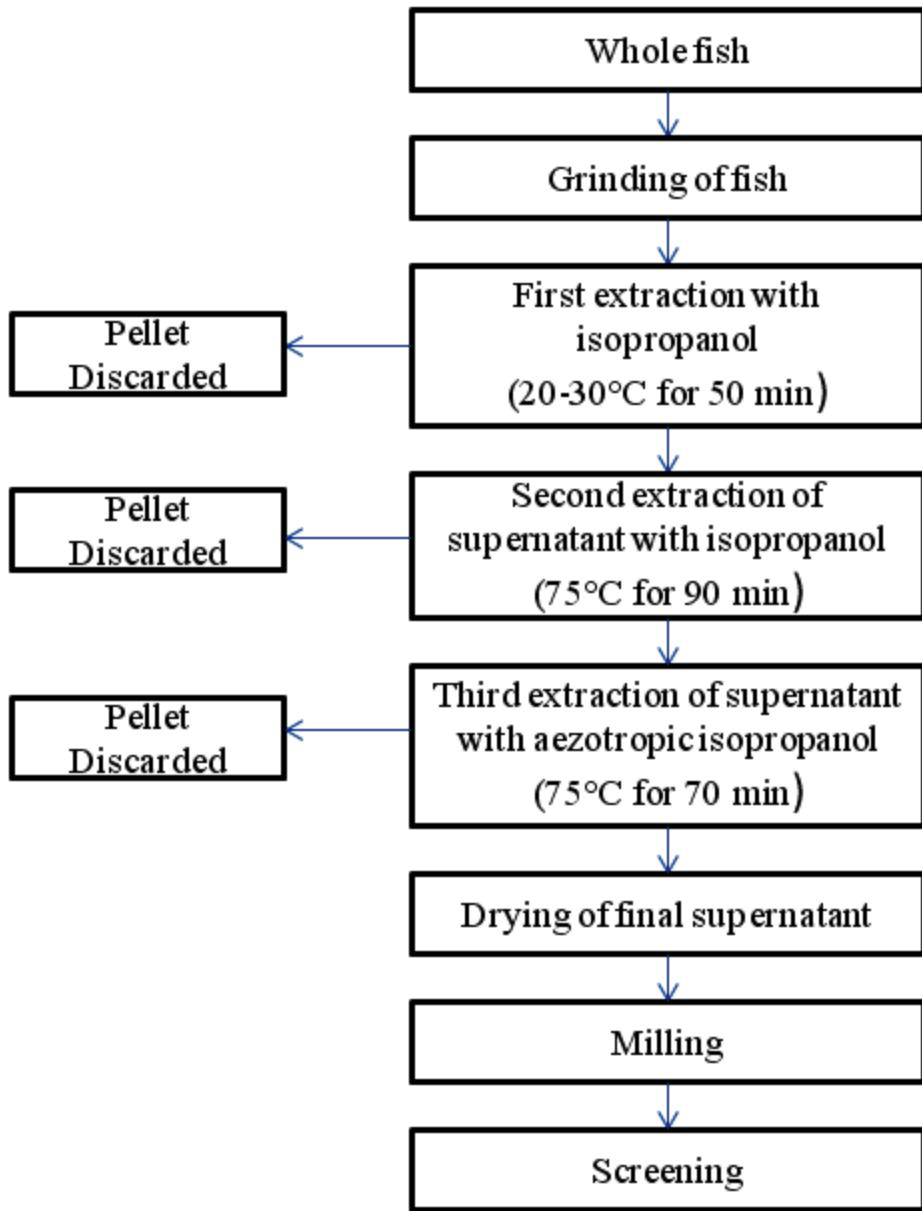 Whole fish
Grinding of fish
First extraction with
isopropanol
(20-30°C for 50 min)
Pellet
Discarded
Second extraction of
supernatant with isopropanol
(75°C for 90 min)
Pellet
Discarded
Third extraction of supernatant
with aezotropic isopropanol
(75°C for 70 min)
Pellet
Discarded
Drying of final supernatant
Milling
Screening